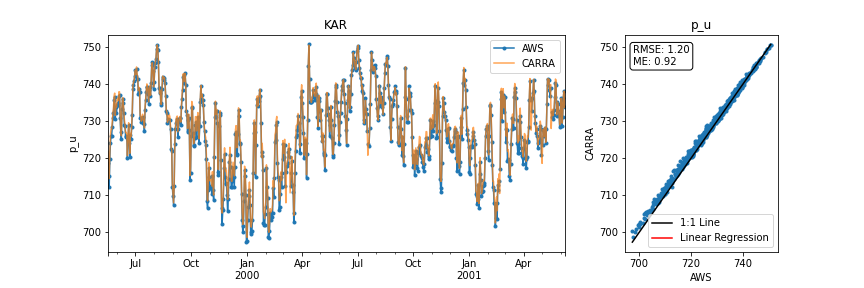 KAR
p_u
750
740
730
720
710
700
p_u
AWS
CARRA
Jul
Oct
Jan
2000
Apr
Jul
Oct
Jan
2001
Apr
RMSE: 1.20
ME: 0.92
750
740
730
720
710
700
CARRA
1:1 Line
Linear Regression
700
720
740
AWS